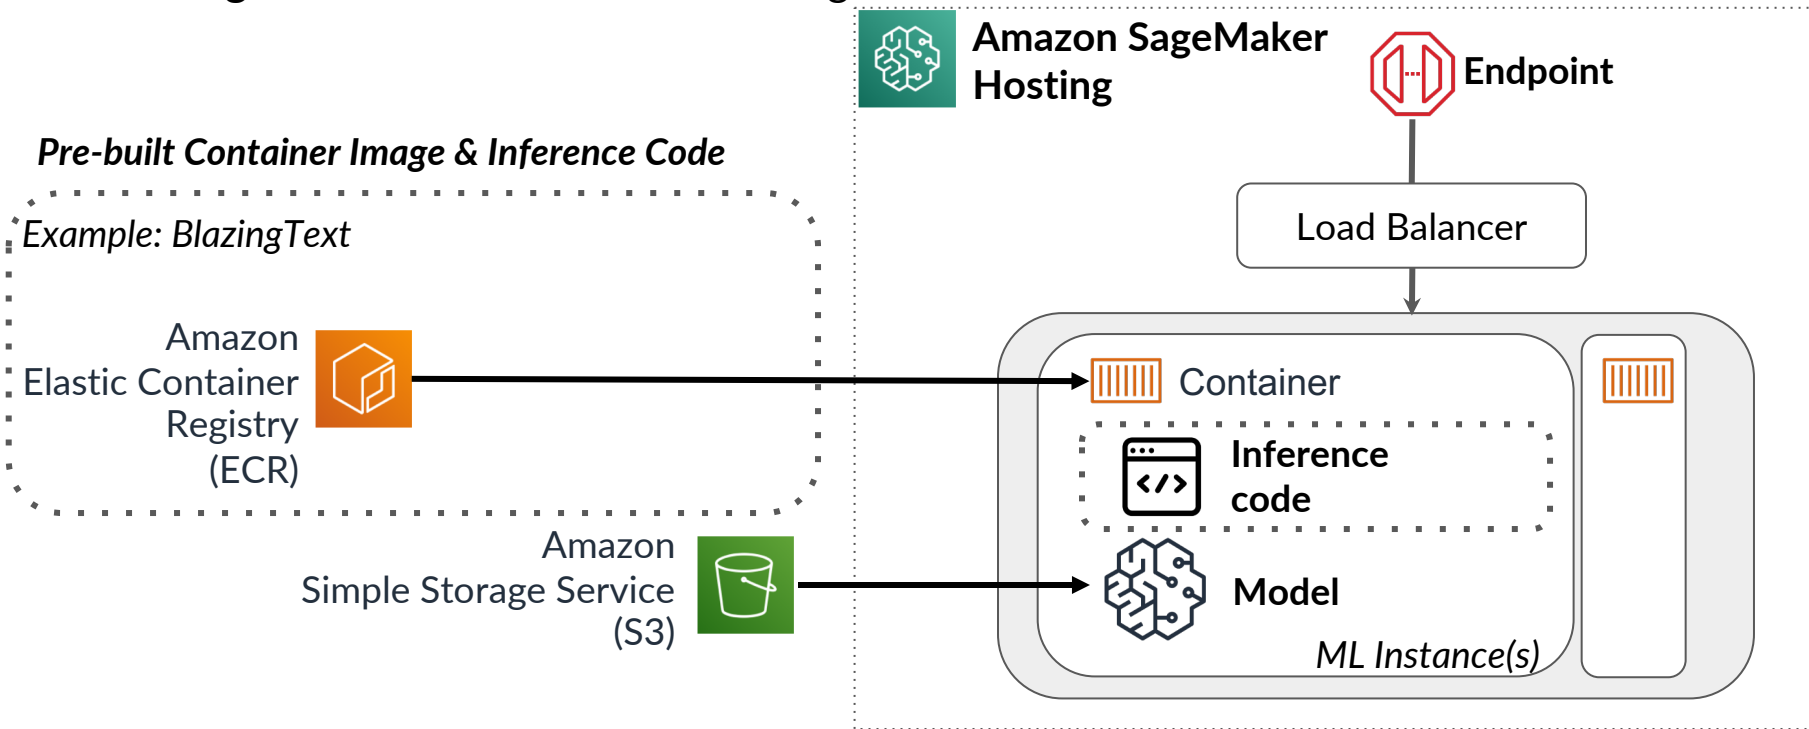 Amazon SageMaker
Hosting
Endpoint
Pre-built Container Image & Inference Code
Example: BlazingText
Load Balancer
Amazon
Elastic Container
Registry
(ECR)
Container
Inference
code
Amazon
Simple Storage Service
(S3)
Model
ML Instance(s)